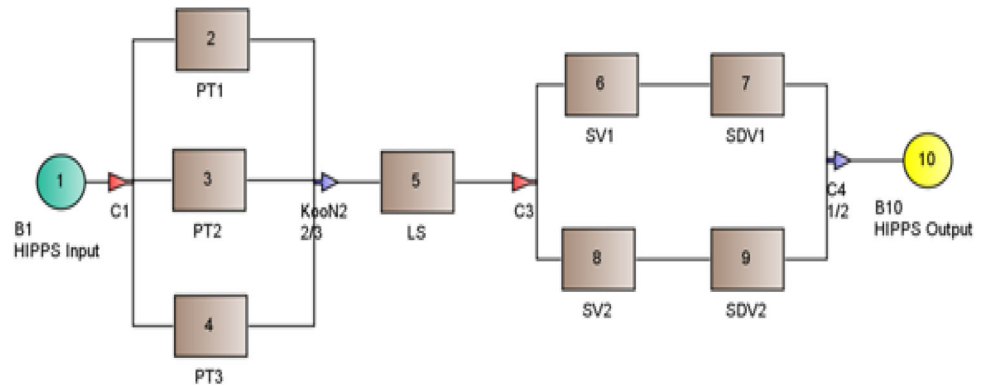 2
PT1
1
B1
HIPPS Input
C1
3
PT2
KooN2
2/3
5
LS
4
PT3
C3
6
SV1
7
SDV1
8
SV2
9
SDV2
C4
1/2
10
B10
HIPPS Output